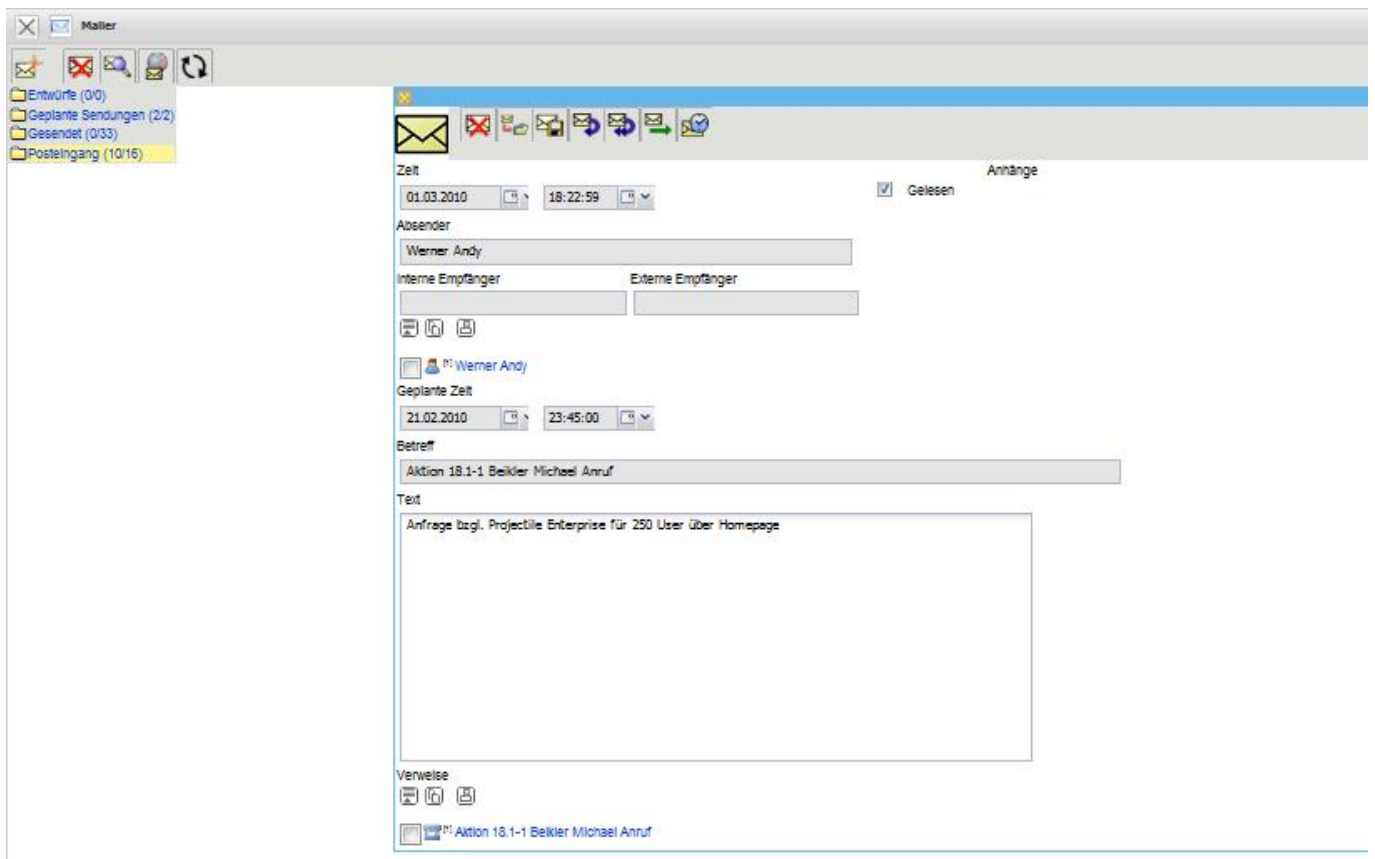 Mailer
Entwürfe (0/0)
Geplante Sendungen (2/2)
Gesendet (0/33)
Posteingang (10/16)
Zeit
Anhänge
01.03.2010 18:22:59 Gelesen
Absender
Werner Andy
Interne Empfänger Externe Empfänger
[*] Werner Andy
Geplante Zeit
21.02.2010 23:45:00
Betreff
Aktion 18.1-1 Beikler Michael Anruf
Text
Anfrage bzgl. Projectile Enterprise für 250 User über Homepage
Verweise
[*] Aktion 18.1-1 Beikler Michael Anruf